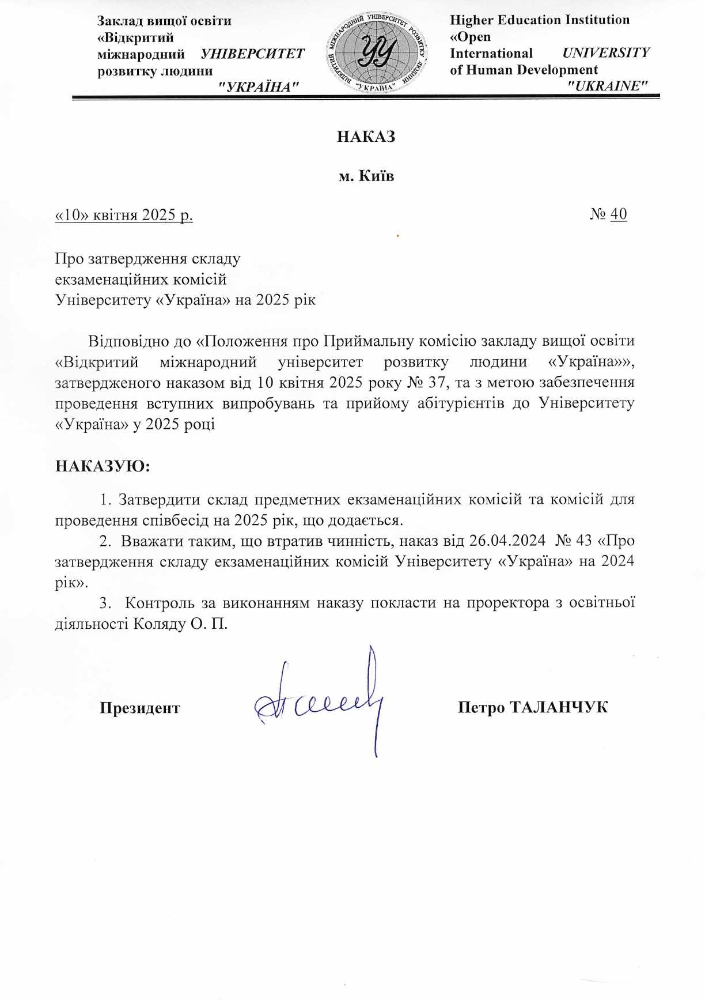 Заклад вищої освіти
«Відкритий
міжнародний УНІВЕРСИТЕТ
розвитку людини
"УКРАЇНА"
ВІДКРИТИЙ МІЖНАРОДНИЙ УНІВЕРСИТЕТ РОЗВИТКУ ЛЮДИНИ
УУ
"УКРАЇНА"
Higher Education Institution
«Open
International UNIVERSITY
of Human Development
"UKRAINE"
НАКАЗ
м. Київ
«10» квітня 2025 р. № 40
Про затвердження складу
екзаменаційних комісій
Університету «Україна» на 2025 рік
Відповідно до «Положення про Приймальну комісію закладу вищої освіти
«Відкритий міжнародний університет розвитку людини «Україна»»,
затвердженого наказом від 10 квітня 2025 року № 37, та з метою забезпечення
проведення вступних випробувань та прийому абітурієнтів до Університету
«Україна» у 2025 році
НАКАЗУЮ:
1. Затвердити склад предметних екзаменаційних комісій та комісій для
проведення співбесід на 2025 рік, що додається.
2. Вважати таким, що втратив чинність, наказ від 26.04.2024 № 43 «Про
затвердження складу екзаменаційних комісій Університету «Україна» на 2024
рік».
3. Контроль за виконанням наказу покласти на проректора з освітньої
діяльності Коляду О. П.
Президент Петро ТАЛАНЧУК